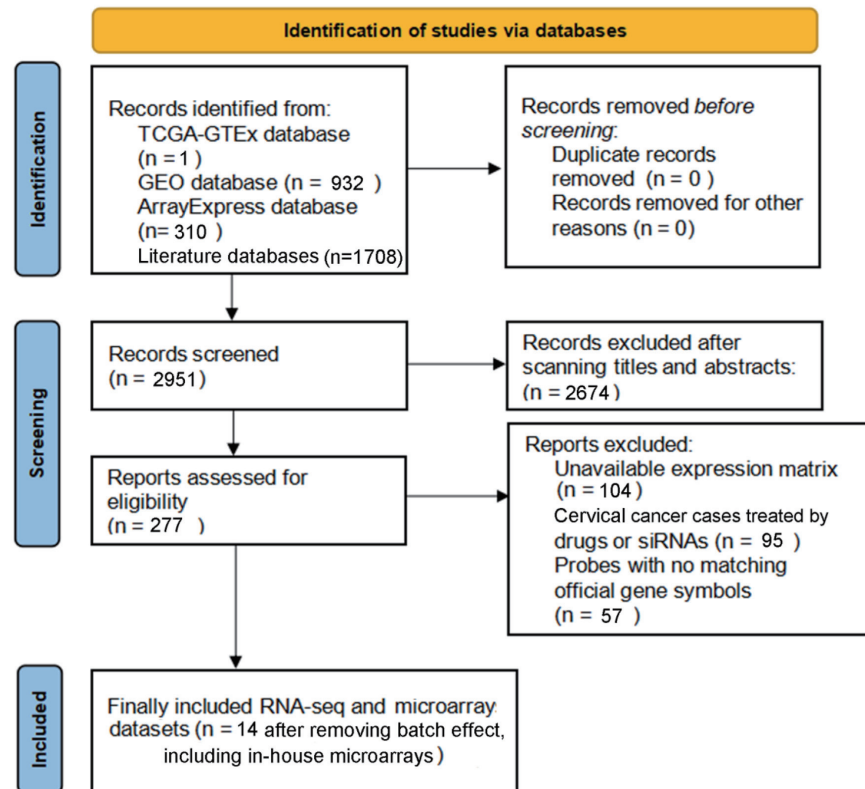 Identification of studies via databases
Identification
Records identified from:
TCGA-GTEx database
(n = 1)
GEO database (n = 932 )
ArrayExpress database
(n= 310 )
Literature databases (n=1708)
Records removed before
screening:
Duplicate records
removed (n = 0 )
Records removed for other
reasons (n = 0)
Screening
Records screened
(n = 2951)
Records excluded after
scanning titles and abstracts:
(n = 2674)
Reports assessed for
eligibility
(n = 277 )
Reports excluded:
Unavailable expression matrix
(n = 104)
Cervical cancer cases treated by
drugs or siRNAs (n = 95 )
Probes with no matching
official gene symbols
(n = 57 )
Included
Finally included RNA-seq and microarray
datasets (n = 14 after removing batch effect,
including in-house microarrays )